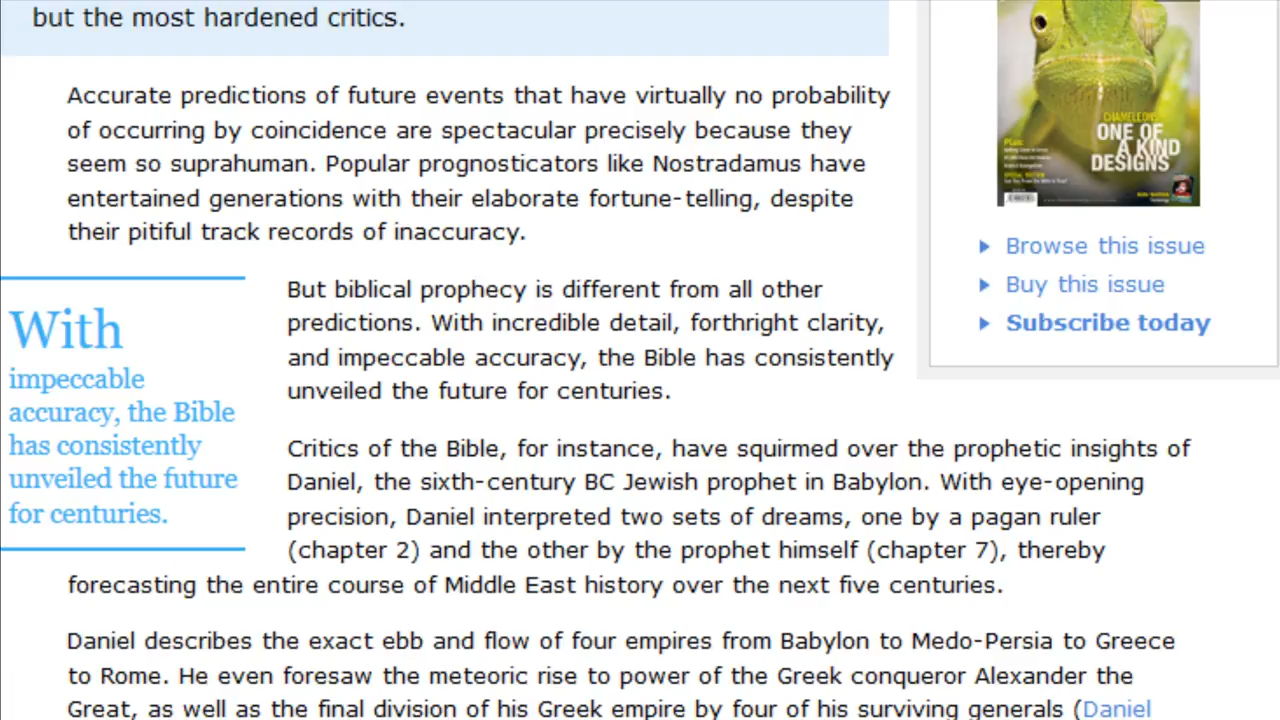 but the most hardened critics.
Accurate predictions of future events that have virtually no probability
of occurring by coincidence are spectacular precisely because they
seem so suprahuman. Popular prognosticators like Nostradamus have
entertained generations with their elaborate fortune-telling, despite
their pitiful track records of inaccuracy.
With
impeccable
accuracy, the Bible
has consistently
unveiled the future
for centuries.
But biblical prophecy is different from all other
predictions. With incredible detail, forthright clarity,
and impeccable accuracy, the Bible has consistently
unveiled the future for centuries.
Critics of the Bible, for instance, have squirmed over the prophetic insights of
Daniel, the sixth-century BC Jewish prophet in Babylon. With eye-opening
precision, Daniel interpreted two sets of dreams, one by a pagan ruler
(chapter 2) and the other by the prophet himself (chapter 7), thereby
forecasting the entire course of Middle East history over the next five centuries.
Daniel describes the exact ebb and flow of four empires from Babylon to Medo-Persia to Greece
to Rome. He even foresaw the meteoric rise to power of the Greek conqueror Alexander the
Great, as well as the final division of his Greek empire by four of his surviving generals (Daniel
CHAMELEONS
ONE OF
A KIND
DESIGNS
Plus:
Browse this issue
Buy this issue
Subscribe today